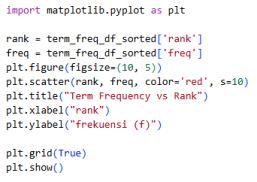 import matplotlib.pyplot as plt
rank = term_freq_df_sorted['rank']
freq = term_freq_df_sorted['freq']
plt.figure(figsize=(10, 5))
plt.scatter(rank, freq, color='red', s=10)
plt.title("Term Frequency vs Rank")
plt.xlabel("rank")
plt.ylabel("frekuensi (f)")
plt.grid(True)
plt.show()